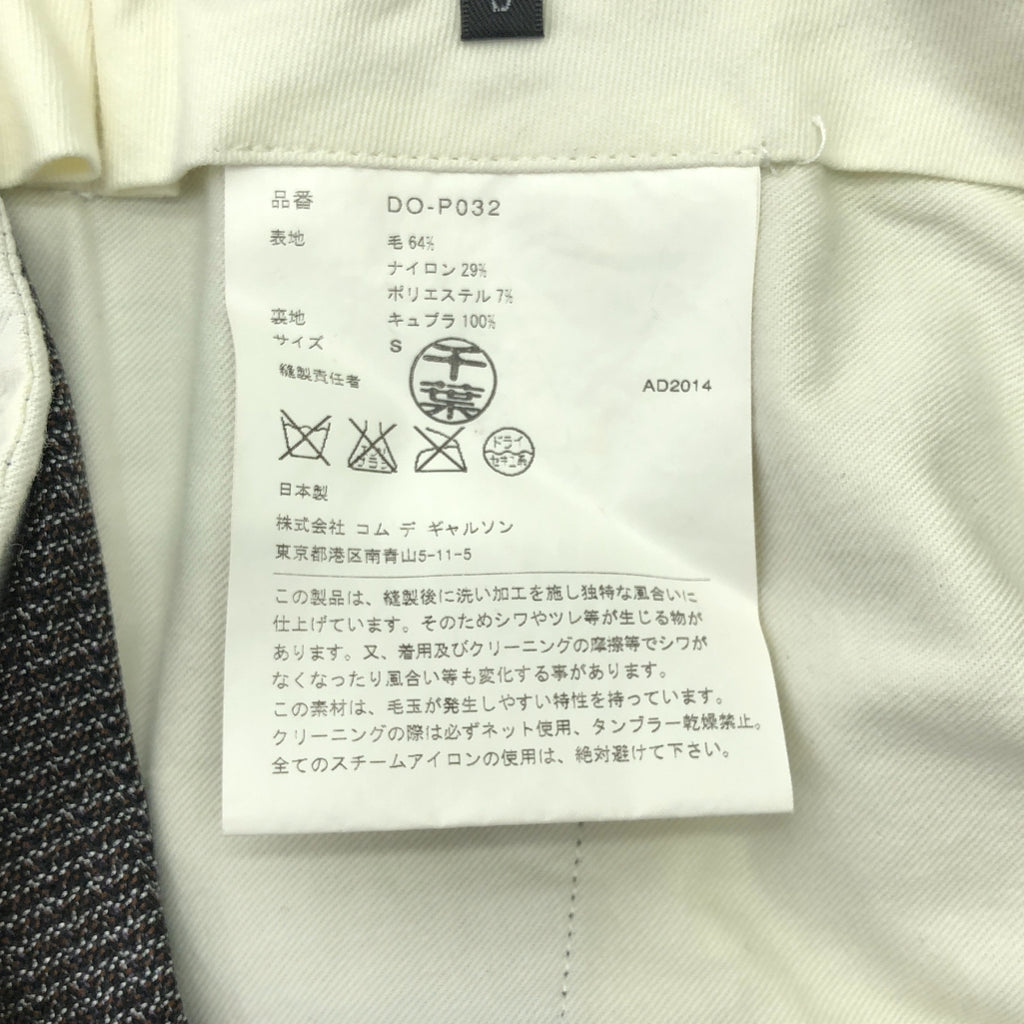 品番 DO-P032
表地 毛 64%
ナイロン 29%
ポリエステル 7%
裏地 キュプラ 100%
サイズ S
縫製責任者 千葉
AD2014
エンソ サラシ
ドライ セキユ系
日本製
株式会社 コム デ ギャルソン
東京都港区南青山5-11-5
この製品は、縫製後に洗い加工を施し独特な風合いに
仕上げています。そのためシワやツレ等が生じる物が
あります。又、着用及びクリーニングの摩擦等でシワが
なくなったり風合い等も変化する事があります。
この素材は、毛玉が発生しやすい特性を持っています。
クリーニングの際は必ずネット使用、タンブラー乾燥禁止。
全てのスチームアイロンの使用は、絶対避けて下さい。